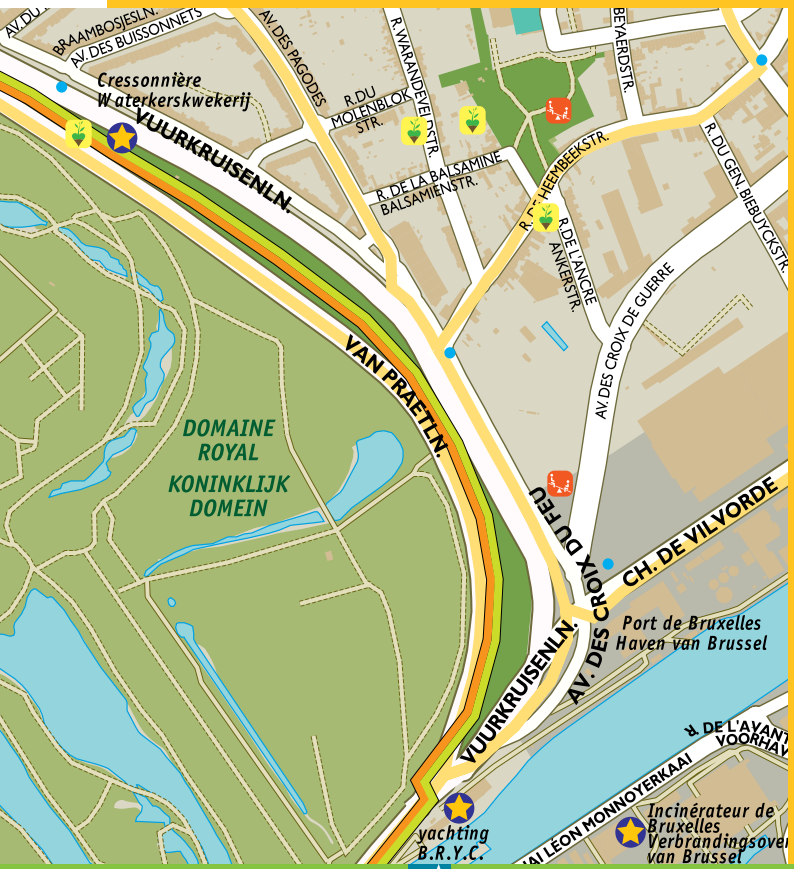 AV.DU
BRAAMBOSJESLN.
AV.DES BUISSONNETS
AV.DES PAGODES
R.WARANDEVELDSTR.
BEYAERDSTR.
Cressonnière
Waterkerskwekerij
R.DU
MOLENBLOK
STR.
VUURKRUISENLN.
R. DE LA BALSAMINE
BALSAMIENSTR.
R. DE HEEMBEEKSTR.
R. DU GEN. BIEBUYCKSTR.
R.DE L'ANCRE
ANKERSTR.
AV. DES CROIX DE GUERRE
VAN PRAETLN.
DOMAINE
ROYAL
KONINKLIJK
DOMEIN
AV. DES CROIX DU FEU
CH. DE VILVORDE
Port de Bruxelles
Haven van Brussel
VUURKRUISENLN.
R. DE L'AVANT
VOORHAV
AI LÉON MONNOYERKAAI
yachting
B.R.Y.C.
Incinérateur de
Bruxelles
Verbrandingsover
van Brussel